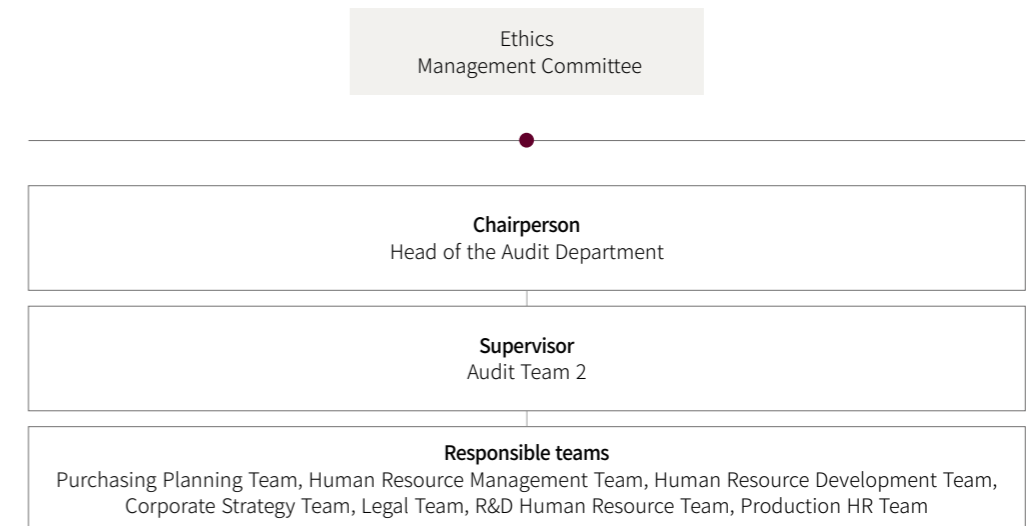 Ethics
Management Committee
Chairperson
Head of the Audit Department
Supervisor
Audit Team 2
Responsible teams
Purchasing Planning Team, Human Resource Management Team, Human Resource Development Team,
Corporate Strategy Team, Legal Team, R&D Human Resource Team, Production HR Team